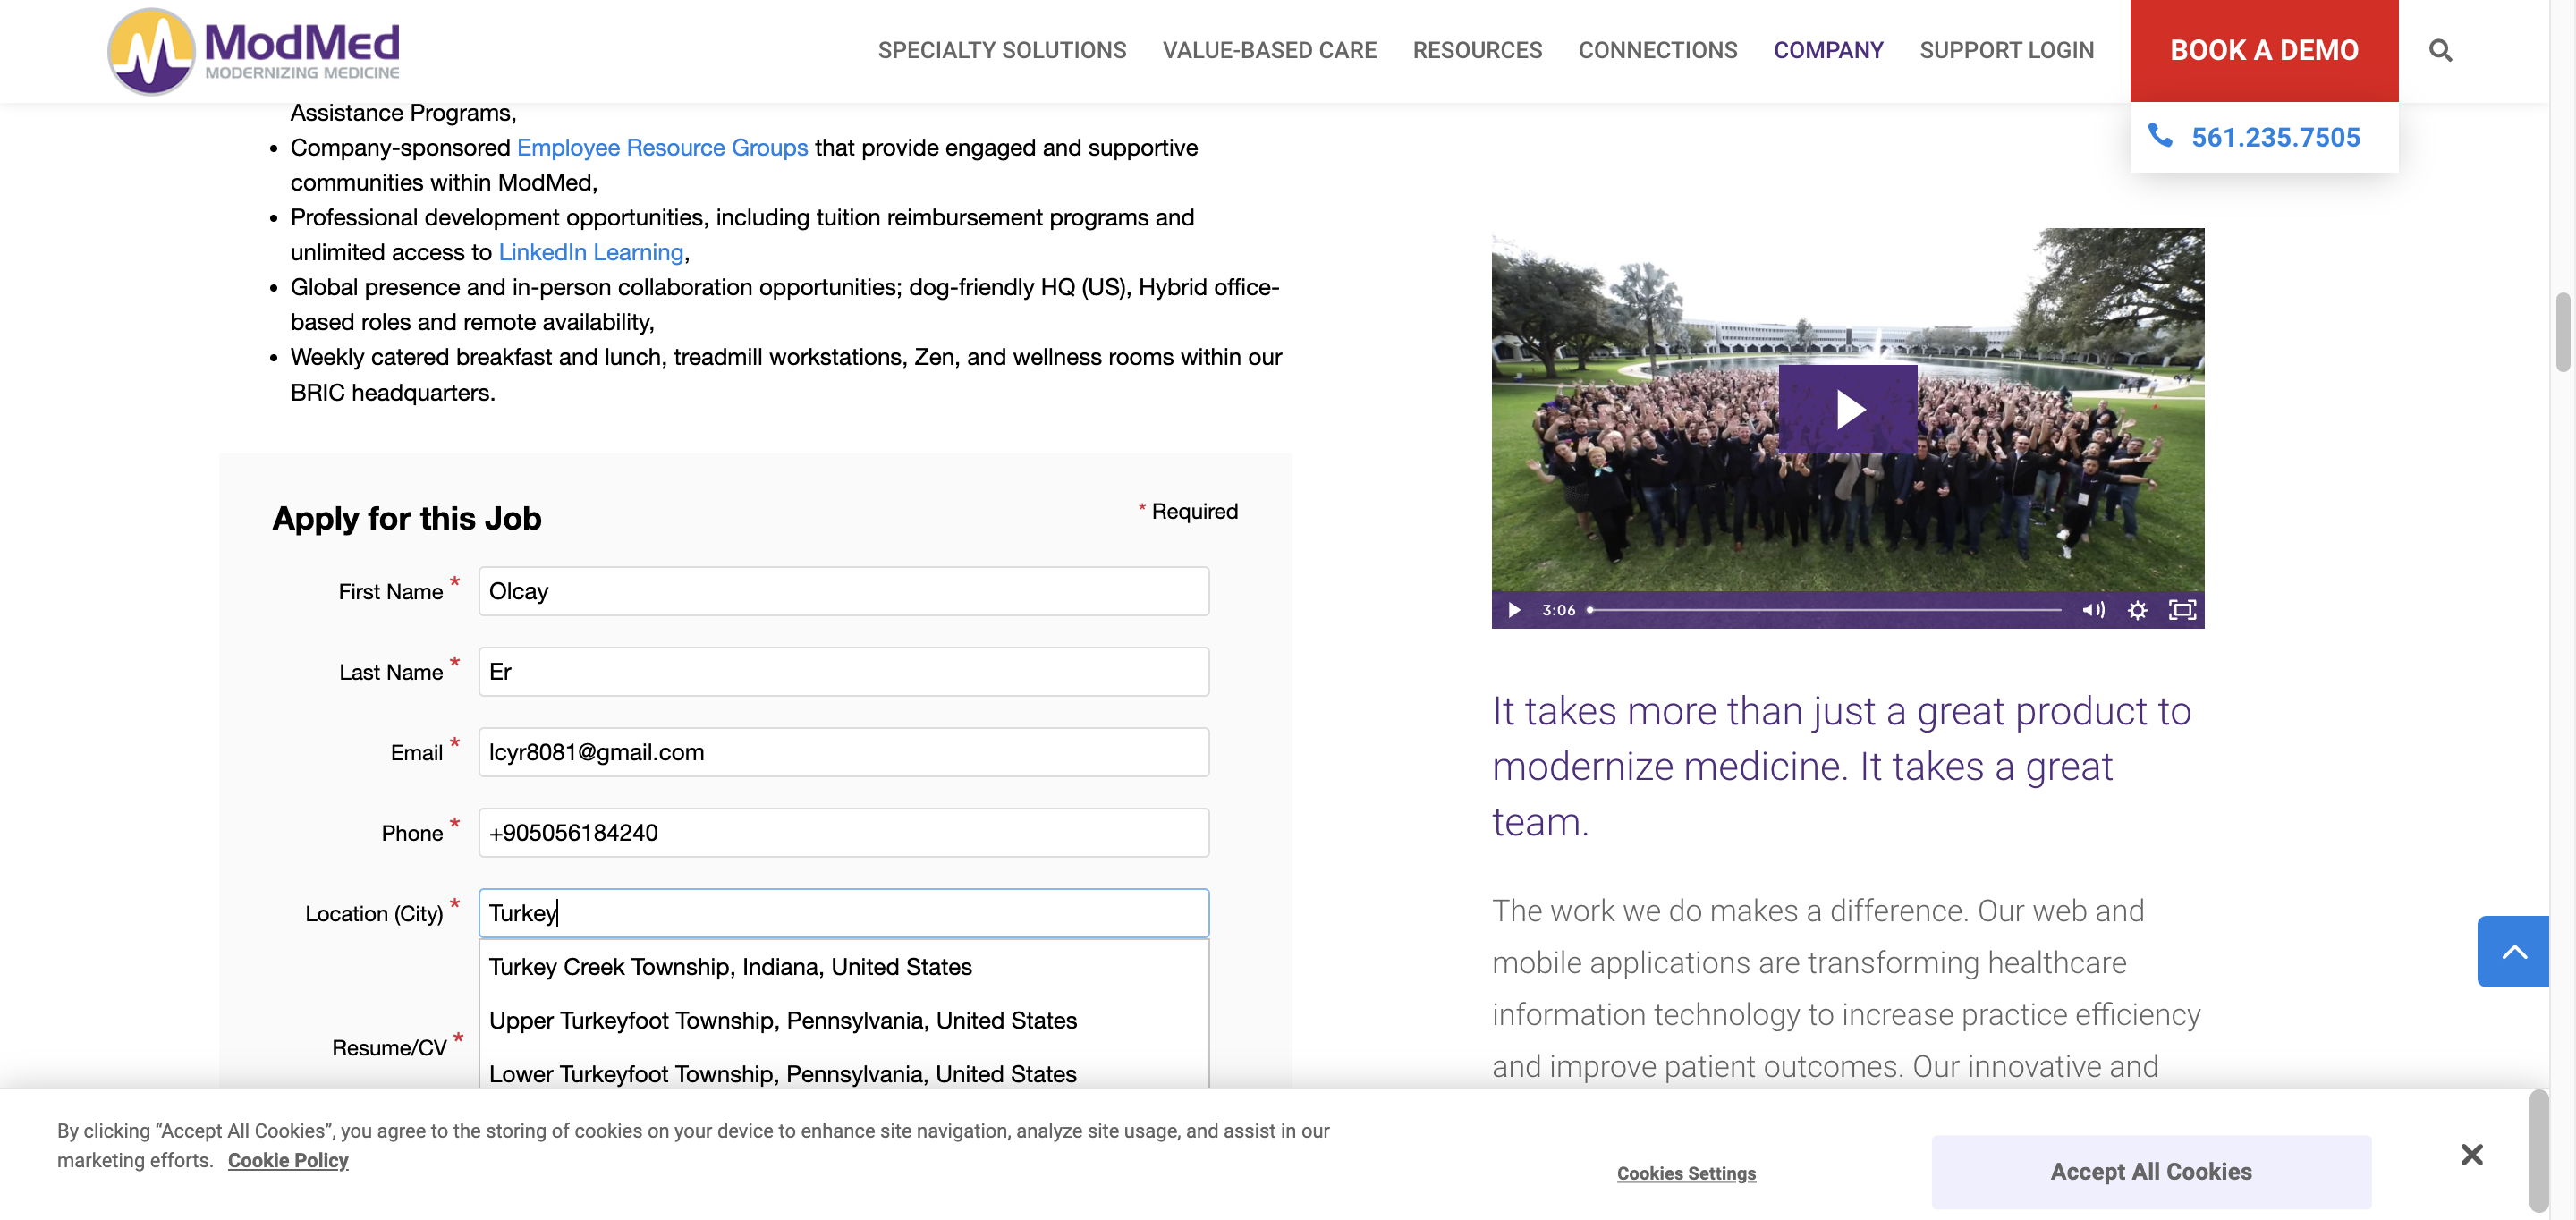 ModMed
MODERNIZING MEDICINE
SPECIALTY SOLUTIONS
VALUE-BASED CARE
RESOURCES
CONNECTIONS
COMPANY
SUPPORT LOGIN
BOOK A DEMO
561.235.7505
Assistance Programs,
• Company-sponsored Employee Resource Groups that provide engaged and supportive
communities within ModMed,
• Professional development opportunities, including tuition reimbursement programs and
unlimited access to LinkedIn Learning,
• Global presence and in-person collaboration opportunities; dog-friendly HQ (US), Hybrid office-
based roles and remote availability,
• Weekly catered breakfast and lunch, treadmill workstations, Zen, and wellness rooms within our
BRIC headquarters.
Apply for this Job
* Required
First Name *
Olcay
Last Name *
Er
Email *
lcyr8081@gmail.com
Phone *
+905056184240
Location (City) *
Turkey
Turkey Creek Township, Indiana, United States
Upper Turkeyfoot Township, Pennsylvania, United States
Lower Turkeyfoot Township, Pennsylvania, United States
Resume/CV *
3:06
It takes more than just a great product to
modernize medicine. It takes a great
team.
The work we do makes a difference. Our web and
mobile applications are transforming healthcare
information technology to increase practice efficiency
and improve patient outcomes. Our innovative and
By clicking “Accept All Cookies”, you agree to the storing of cookies on your device to enhance site navigation, analyze site usage, and assist in our
marketing efforts. Cookie Policy
Cookies Settings
Accept All Cookies